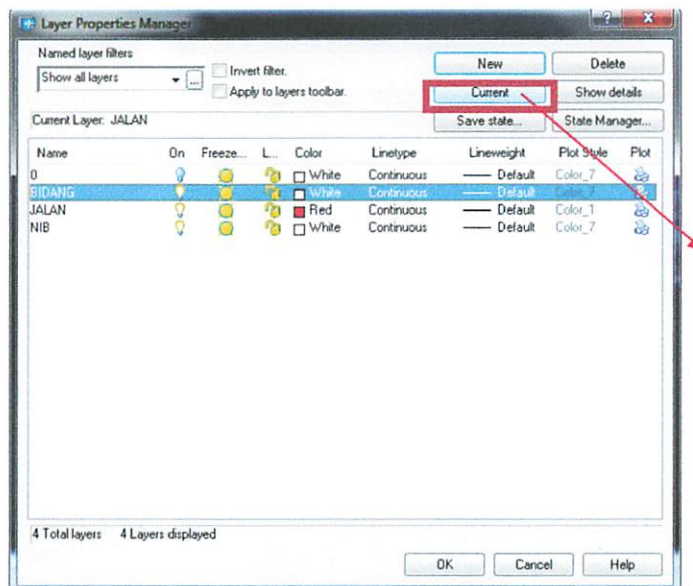 Layer Properties Manager
Named layer filters
Show all layers
...
Invert filter.
Apply to layers toolbar.
New
Delete
Current
Show details
Current Layer: JALAN
Save state...
State Manager...
Name On Freeze... L... Color Linetype Lineweight Plot Style Plot
0 White Continuous Default Color_7
BIDANG White Continuous Default Color_7
JALAN Red Continuous Default Color_1
NIB White Continuous Default Color_7
4 Total layers 4 Layers displayed
OK Cancel Help